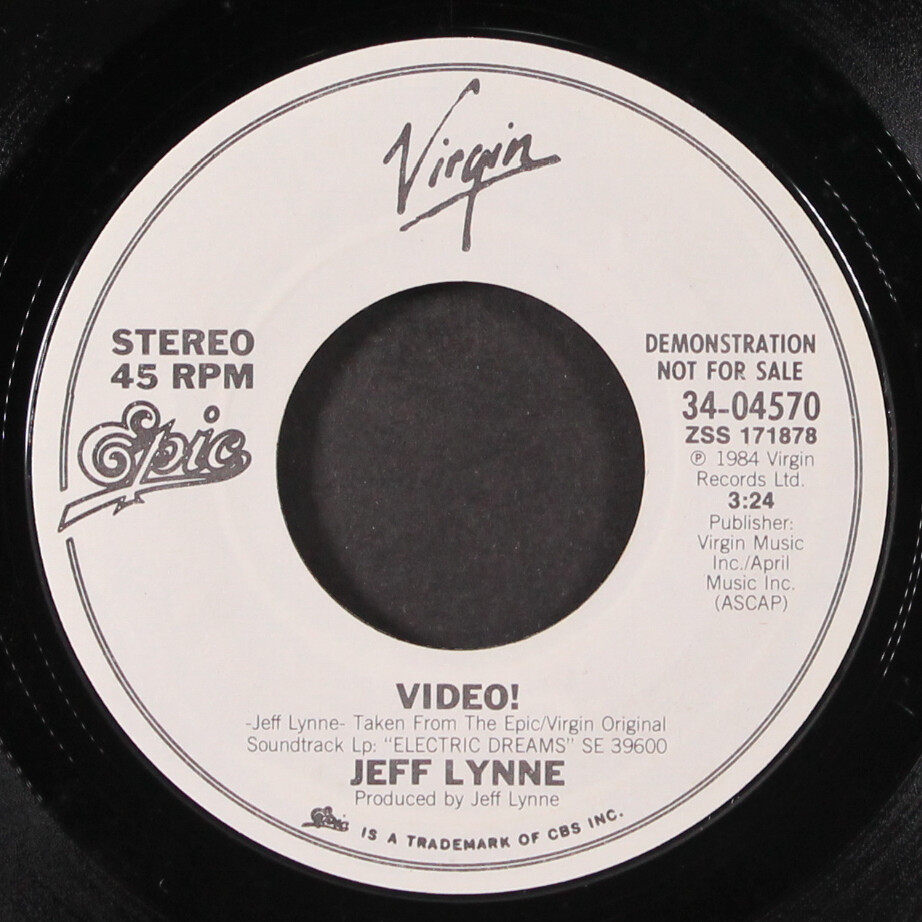 Virgin
STEREO
45 RPM
Epic
DEMONSTRATION
NOT FOR SALE
34-04570
ZSS 171878
℗ 1984 Virgin
Records Ltd.
3:24
Publisher:
Virgin Music
Inc./April
Music Inc.
(ASCAP)
VIDEO!
-Jeff Lynne- Taken From The Epic/Virgin Original
Soundtrack Lp: "ELECTRIC DREAMS" SE 39600
JEFF LYNNE
Produced by Jeff Lynne
Epic IS A TRADEMARK OF CBS INC.